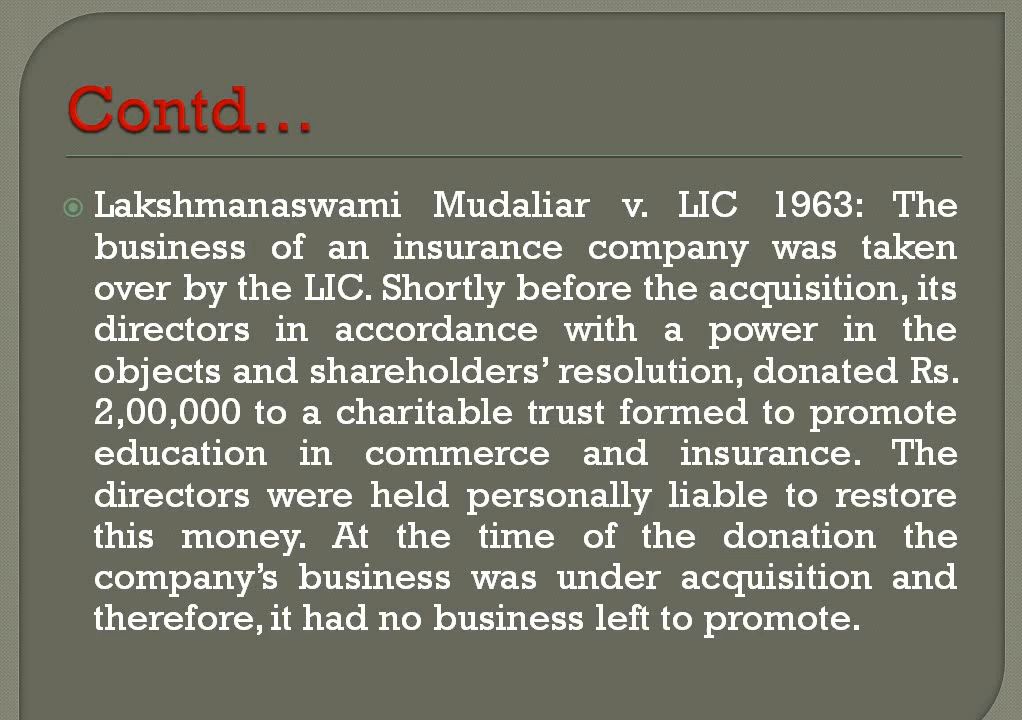 Contd...
Lakshmanaswami Mudaliar v. LIC 1963: The
business of an insurance company was taken
over by the LIC. Shortly before the acquisition, its
directors in accordance with a power in the
objects and shareholders’ resolution, donated Rs.
2,00,000 to a charitable trust formed to promote
education in commerce and insurance. The
directors were held personally liable to restore
this money. At the time of the donation the
company’s business was under acquisition and
therefore, it had no business left to promote.